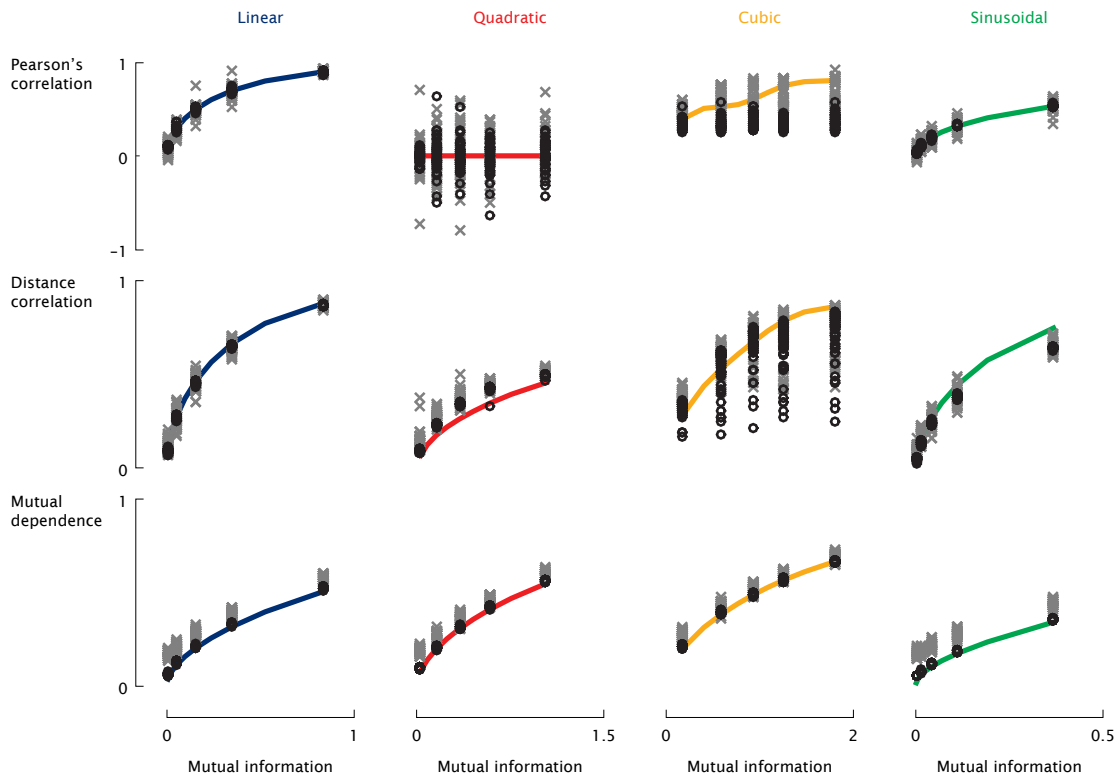 Linear
Quadratic
Cubic
Sinusoidal
Pearson's
correlation
1
0
–1
Distance
correlation
1
0
Mutual
dependence
1
0
0
1
0
1.5
0
2
0
0.5
Mutual information
Mutual information
Mutual information
Mutual information